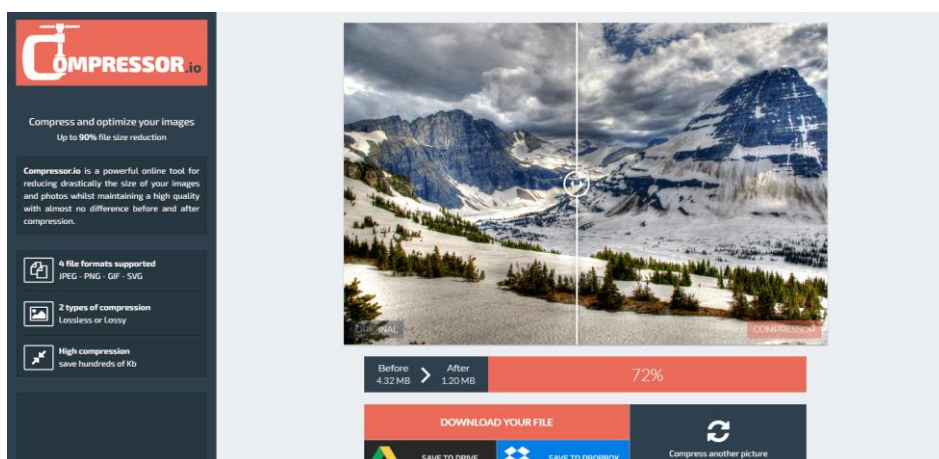 COMPRESSOR.io
Compress and optimize your images
Up to 90% file size reduction
Compressor.io is a powerful online tool for
reducing drastically the size of your images
and photos whilst maintaining a high quality
with almost no difference before and after
compression.
4 file formats supported
JPEG - PNG - GIF - SVG
2 types of compression
Lossless or Lossy
High compression
save hundreds of Kb
ORIGINAL
COMPRESSOR
Before
4.32 MB
After
1.20 MB
72%
DOWNLOAD YOUR FILE
SAVE TO DRIVE
SAVE TO DROPBOX
Compress another picture